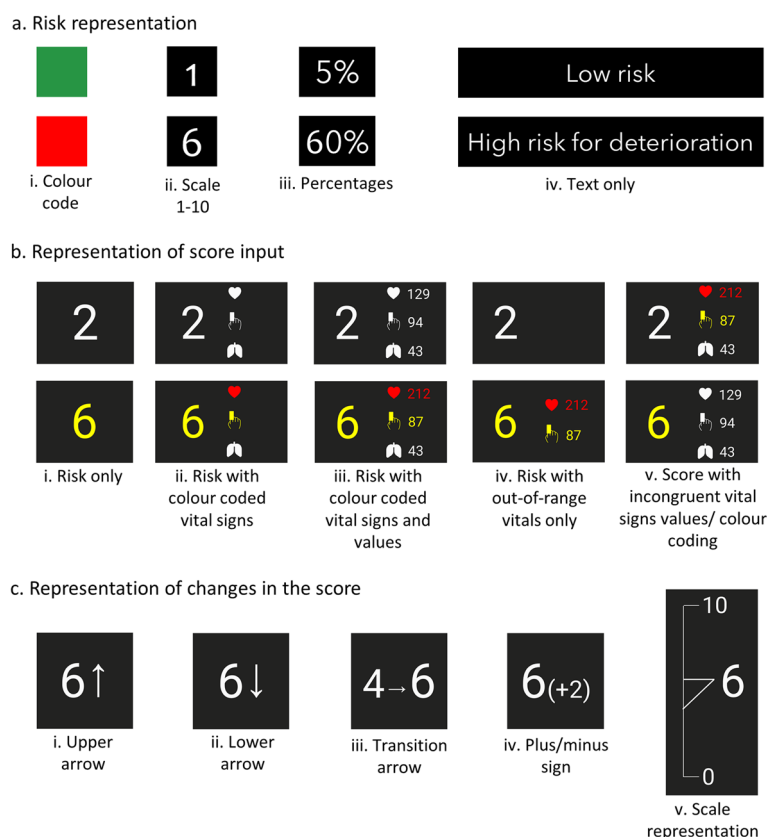 a. Risk representation
1
5%
Low risk
6
60%
High risk for deterioration
i. Colour
code
ii. Scale
1-10
iii. Percentages
iv. Text only
b. Representation of score input
2
2
2
129
94
43
2
2
212
87
43
6
6
6
212
87
43
6
212
87
6
129
94
43
i. Risk only
ii. Risk with
colour coded
vital signs
iii. Risk with
colour coded
vital signs and
values
iv. Risk with
out-of-range
vitals only
v. Score with
incongruent vital
signs values/ colour
coding
c. Representation of changes in the score
6↑
6↓
4→6
6(+2)
10
6
0
i. Upper
arrow
ii. Lower
arrow
iii. Transition
arrow
iv. Plus/minus
sign
v. Scale
representation